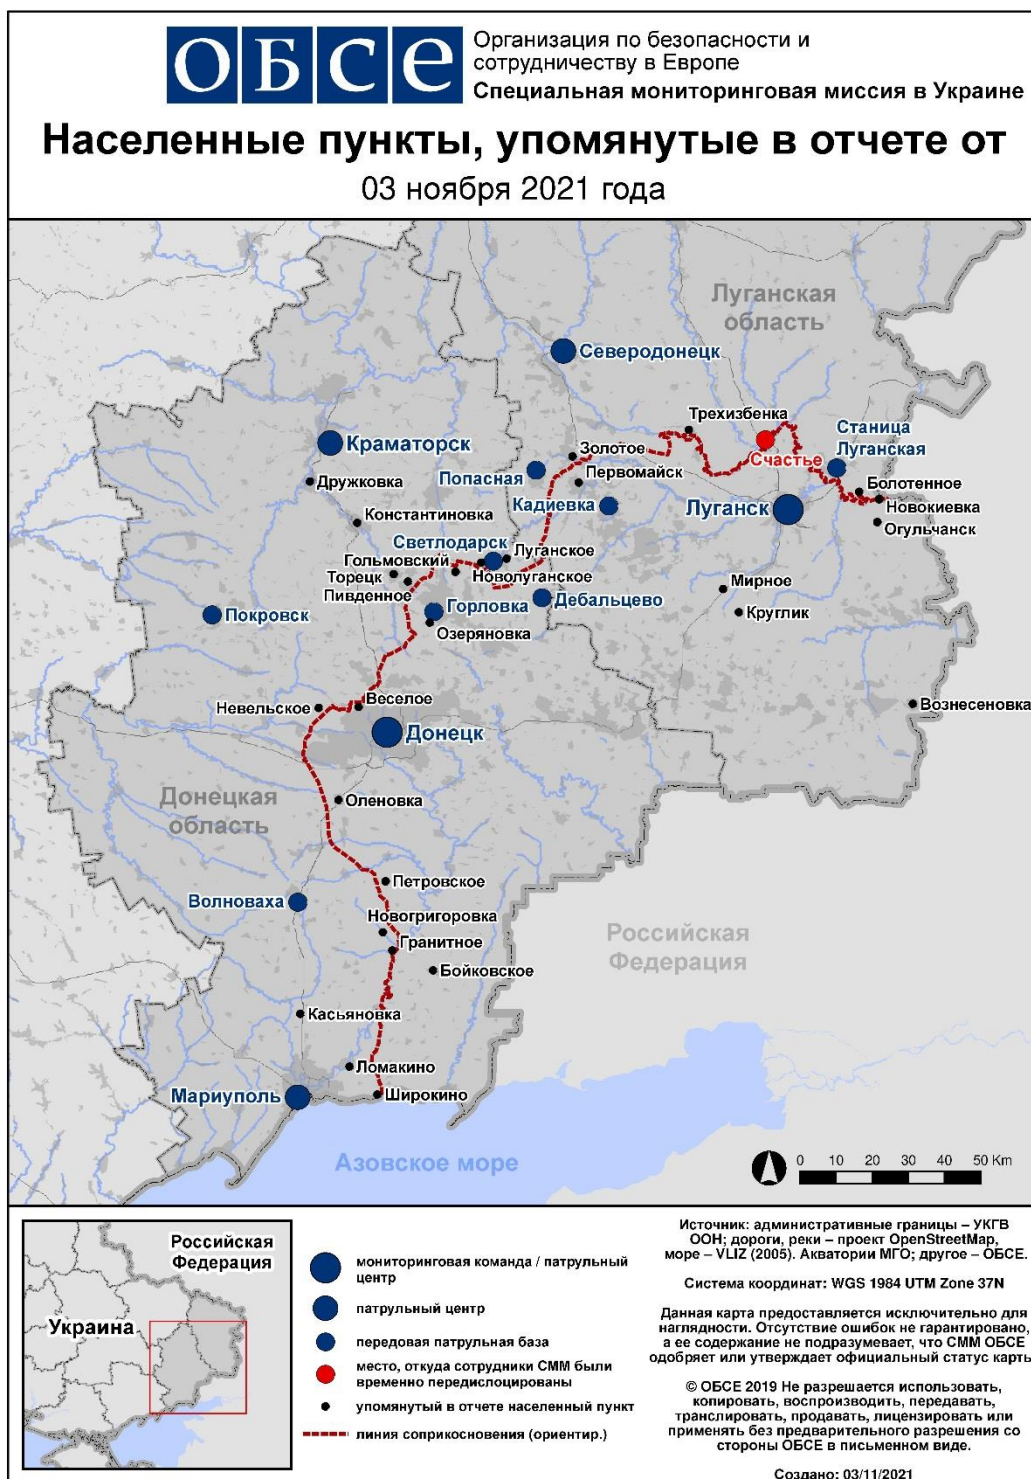 ОБСЕ
Организация по безопасности и
сотрудничеству в Европе
Специальная мониторинговая миссия в Украине
Населенные пункты, упомянутые в отчете от
03 ноября 2021 года
Луганская
область
Северодонецк
Трехизбенка
Станица
Луганская
Краматорск
Золотое
Счастье
Попасная
Первомайск
Болотенное
Дружковка
Кадиевка
Луганск
Новокиевка
Константиновка
Огульчанск
Светлодарск
Гольмовский
Луганское
Торецк
Новолуганское
Пивденное
Мирное
Дебальцево
Горловка
Покровск
Круглик
Озеряновка
Веселое
Невельское
Вознесеновка
Донецк
Донецкая
область
Оленовка
Петровское
Волноваха
Новогригоровка
Гранитное
Российская
Федерация
Бойковское
Касьяновка
Ломакино
Мариуполь
Широкино
Азовское море
0 10 20 30 40 50 Km
Российская
Федерация
Украина
мониторинговая команда / патрульный
центр
патрульный центр
передовая патрульная база
место, откуда сотрудники СММ были
временно передислоцированы
упомянутый в отчете населенный пункт
линия соприкосновения (ориентир.)
Источник: административные границы – УКГВ
ООН; дороги, реки – проект OpenStreetMap,
море – VLIZ (2005). Акватории МГО; другое – ОБСЕ.
Система координат: WGS 1984 UTM Zone 37N
Данная карта предоставляется исключительно для
наглядности. Отсутствие ошибок не гарантировано,
а ее содержание не подразумевает, что СММ ОБСЕ
одобряет или утверждает официальный статус карты.
© ОБСЕ 2019 Не разрешается использовать,
копировать, воспроизводить, передавать,
транслировать, продавать, лицензировать или
применять без предварительного разрешения со
стороны ОБСЕ в письменном виде.
Создано: 03/11/2021